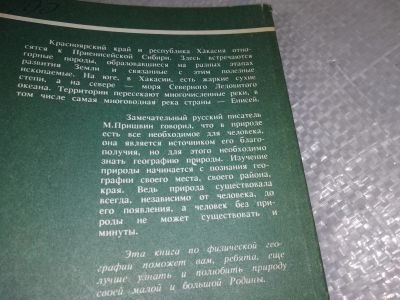 Красноярский край и республика Хакасия отно-
сятся к Приенисейской Сибири. Здесь встречаются
горные породы, образовавшиеся на разных этапах
развития Земли и связанные с этим полезные
ископаемые. На юге, в Хакасии, есть жаркие сухие
степи, а на севере — моря Северного Ледовитого
океана. Территории пересекают многочисленные реки, в
том числе самая многоводная река страны — Енисей.
Замечательный русский писатель
М.Пришвин говорил, что в природе
есть все необходимое для человека,
она является источником его благо-
получия, но для этого необходимо
знать географию природы. Изучение
природы начинается с познания гео-
графии своего места, своего района,
края. Ведь природа существовала
всегда, независимо от человека, до
его появления, а человек без при-
роды не может существовать и
минуты.
Эта книга по физической гео-
графии поможет вам, ребята, еще
лучше узнать и полюбить природу
своей малой и большой Родины.